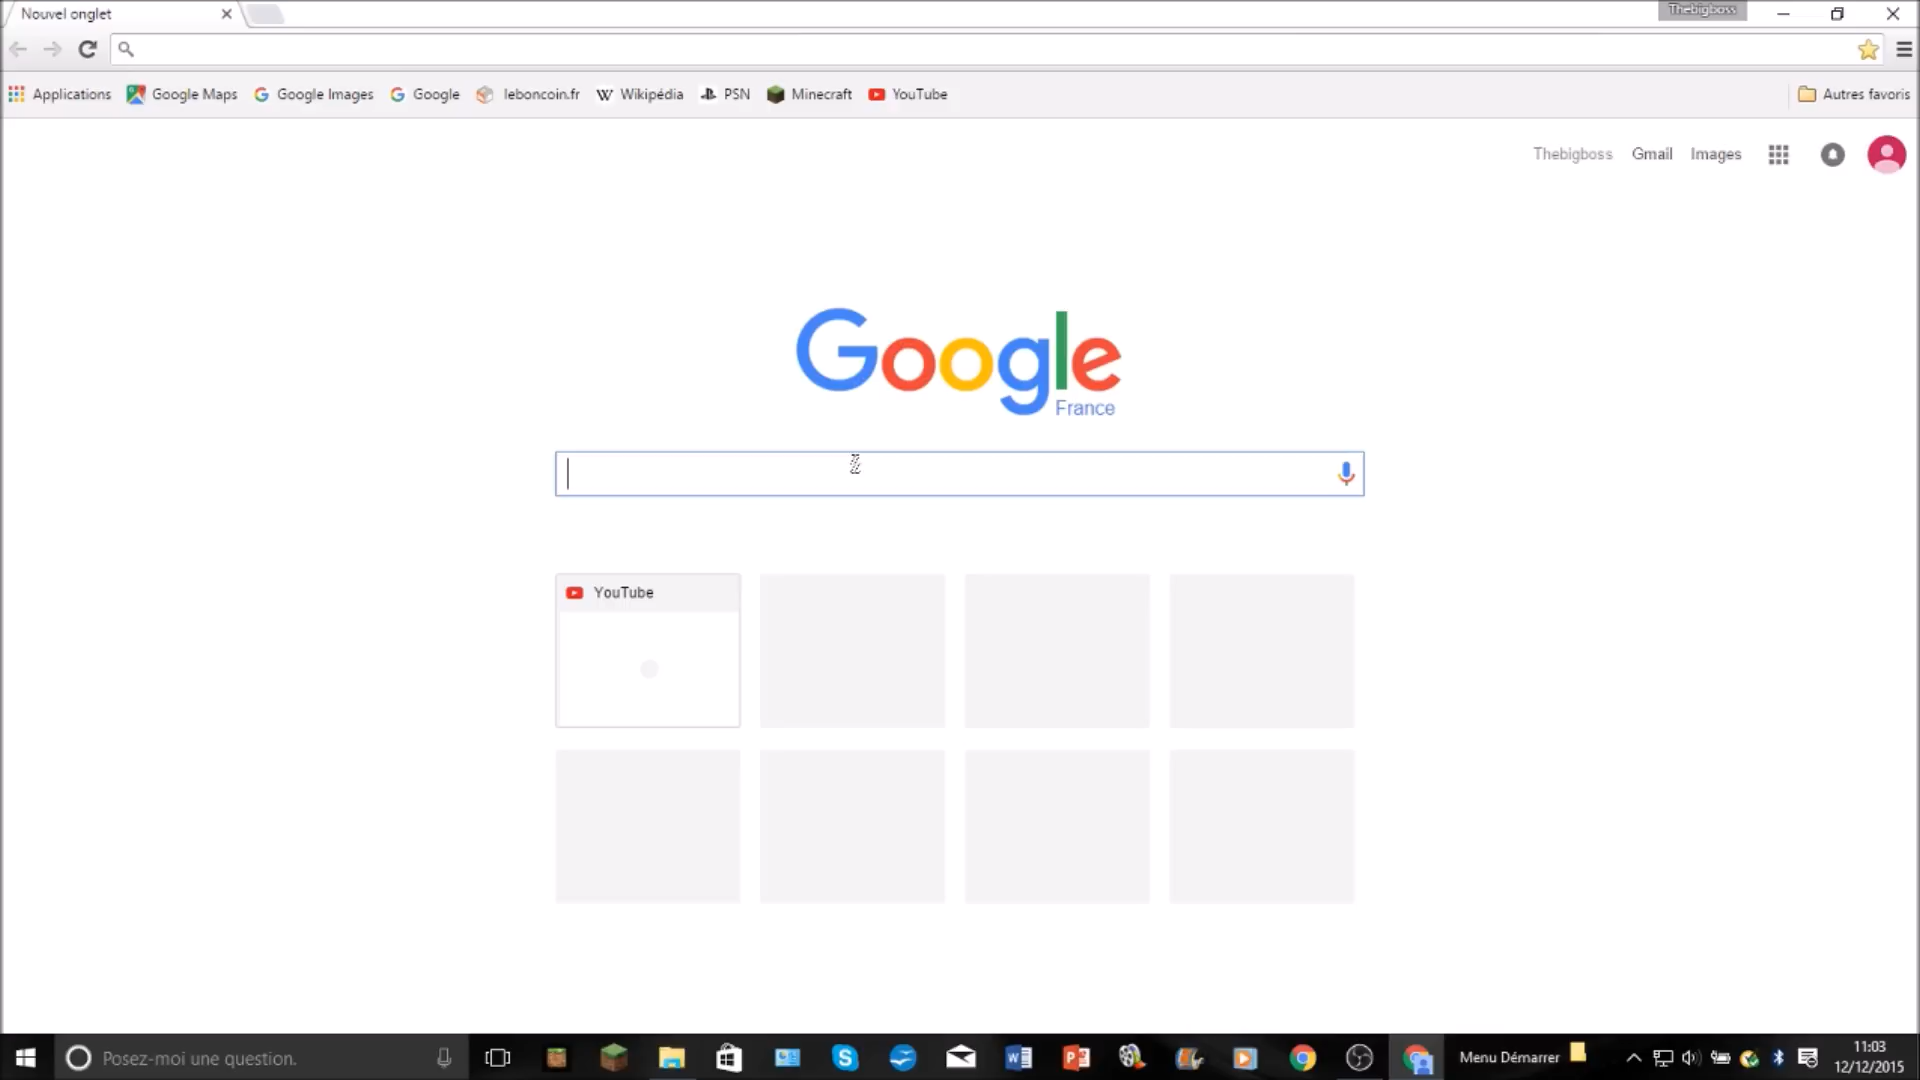 Nouvel onglet
Thebigboss
Applications Google Maps Google Images Google leboncoin.fr Wikipédia PSN Minecraft YouTube Autres favoris
Thebigboss Gmail Images
Google
France
YouTube
Posez-moi une question.
Menu Démarrer
11:03
12/12/2015